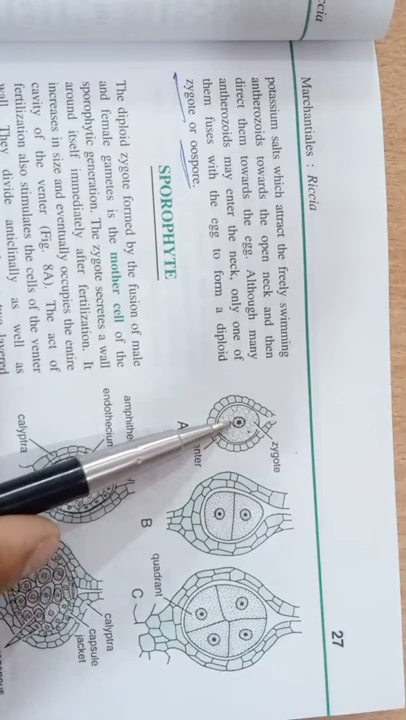 27
Marchantiales : Riccia
potassium salts which attract the freely swimming
antherozoids towards the open neck and then
direct them towards the egg. Although many
antherozoids may enter the neck, only one of
them fuses with the egg to form a diploid
zygote or oospore.
SPOROPHYTE
The diploid zygote formed by the fusion of male
and female gametes is the mother cell of the
sporophytic generation. The zygote secretes a wall
around itself immediately after fertilization. It
increases in size and eventually occupies the entire
cavity of the venter (Fig. 8A). The act of
fertilization also stimulates the cells of the venter
wall. They divide anticlinally as well as
zygote
A
B
quadrant
C
calyptra
calyptra
capsule
jacket